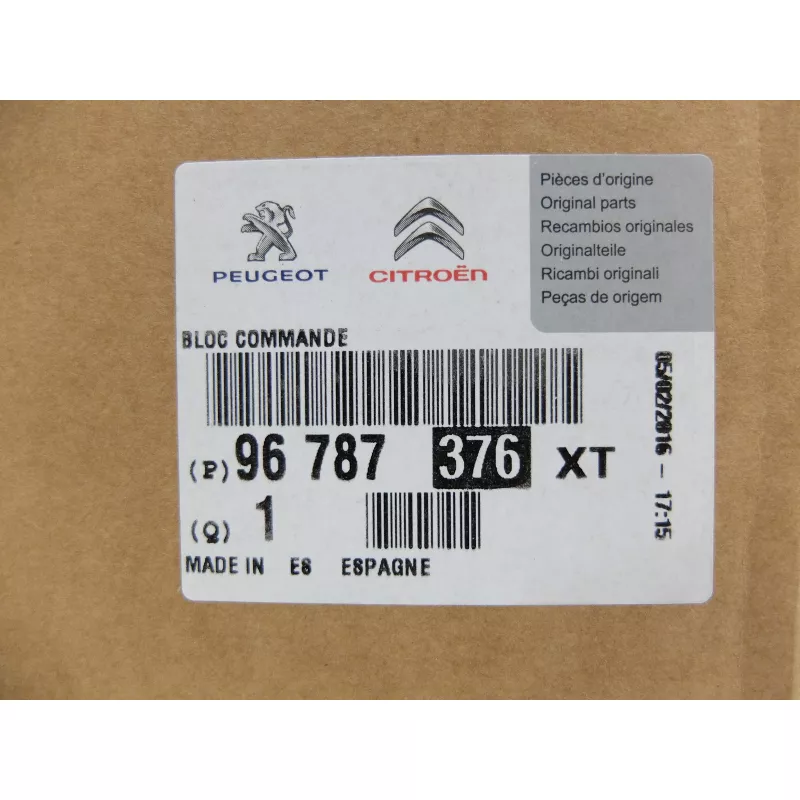 PEUGEOT
CITROËN
Pièces d'origine
Original parts
Recambios originales
Originalteile
Ricambi originali
Peças de origem
BLOC COMMANDE
(P) 96 787 376 XT
(Q) 1
MADE IN ES ESPAGNE
05/02/2016 - 17:15